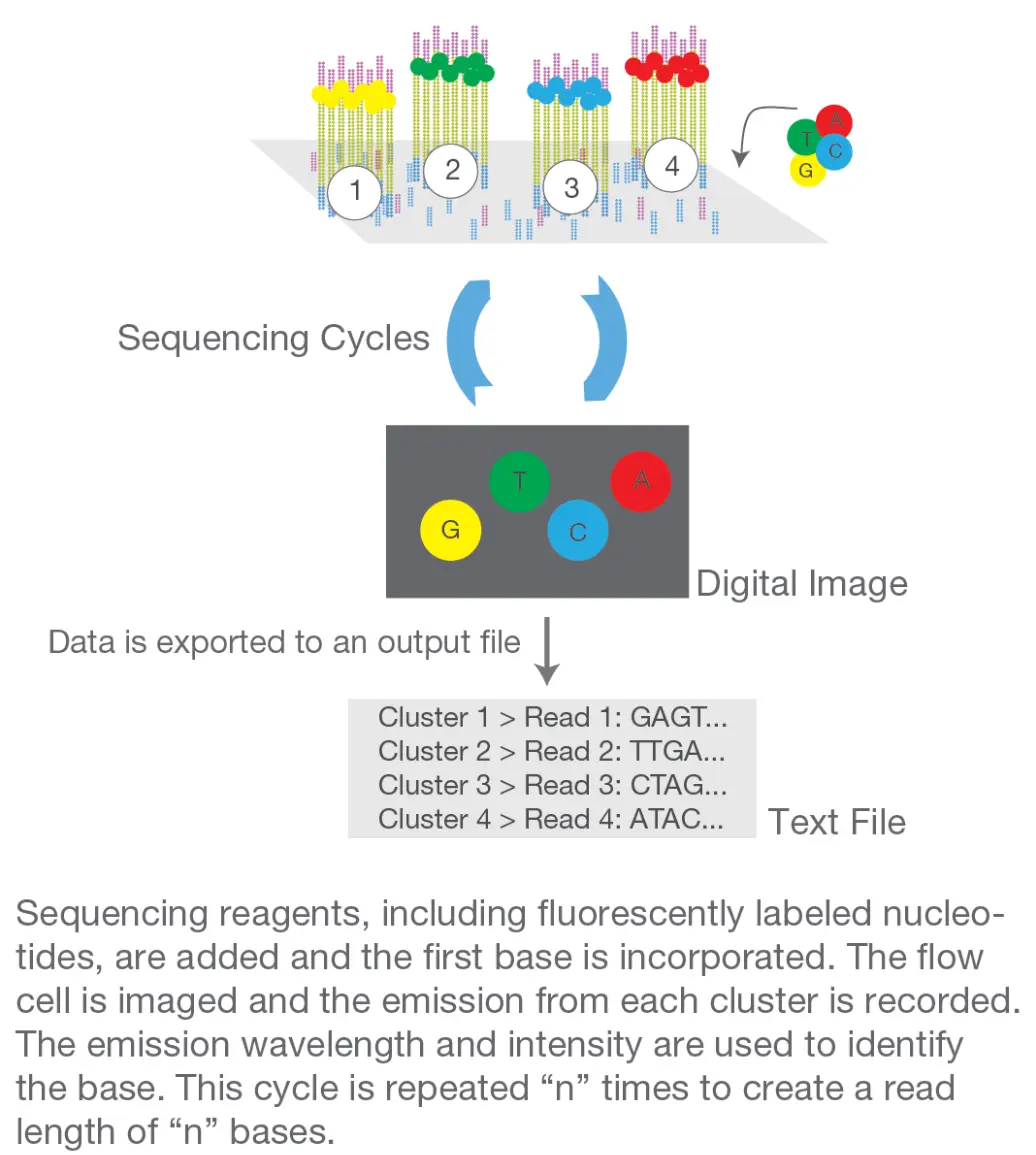 1
2
3
4
A
T
C
G
Sequencing Cycles
T
A
G
C
Digital Image
Data is exported to an output file
Cluster 1 > Read 1: GAGT...
Cluster 2 > Read 2: TTGA...
Cluster 3 > Read 3: CTAG...
Cluster 4 > Read 4: ATAC...
Text File
Sequencing reagents, including fluorescently labeled nucleo-
tides, are added and the first base is incorporated. The flow
cell is imaged and the emission from each cluster is recorded.
The emission wavelength and intensity are used to identify
the base. This cycle is repeated “n” times to create a read
length of “n” bases.